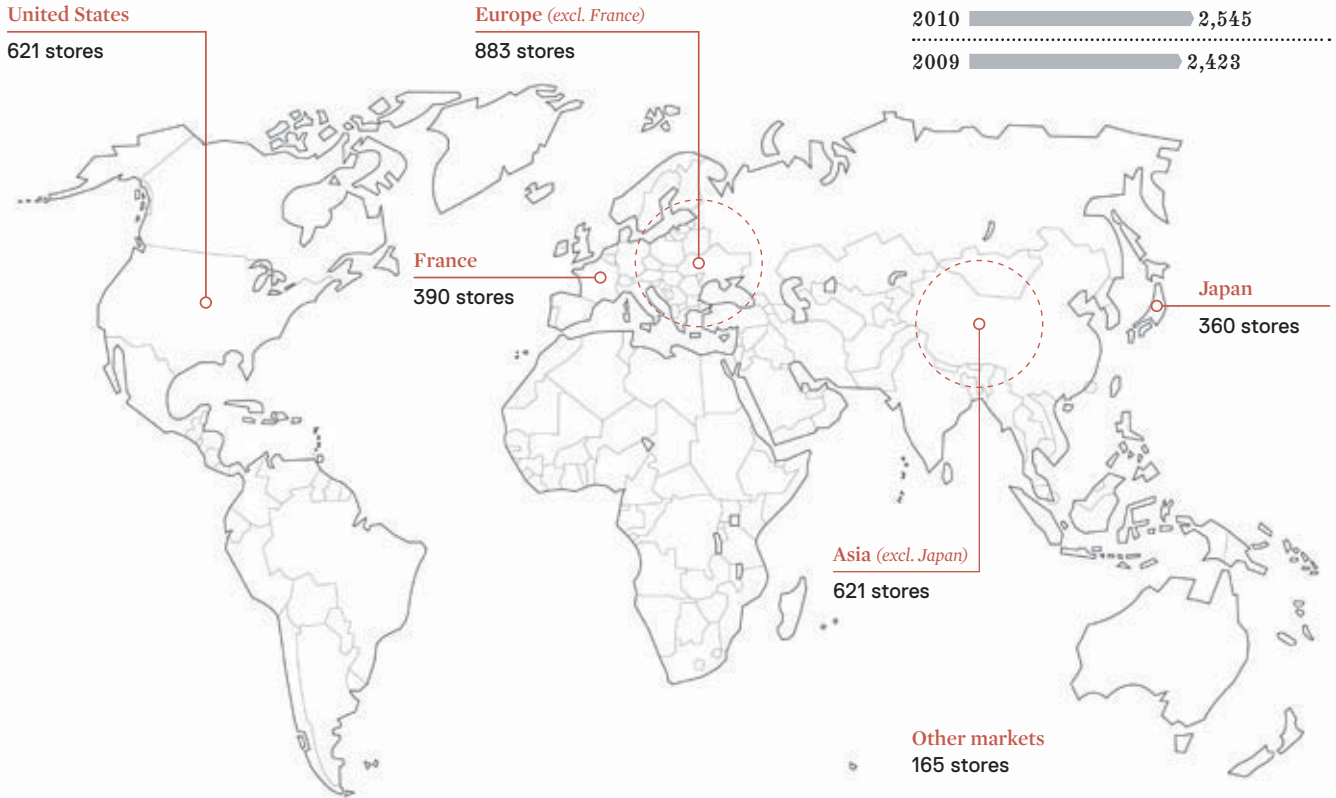 United States
621 stores
Europe (excl. France)
883 stores
2010 2,545
2009 2,423
France
390 stores
Japan
360 stores
Asia (excl. Japan)
621 stores
Other markets
165 stores